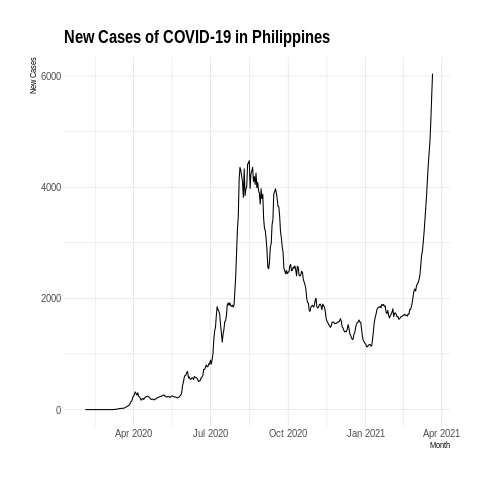 New Cases of COVID-19 in Philippines
New Cases
6000
4000
2000
0
Apr 2020
Jul 2020
Oct 2020
Jan 2021
Apr 2021
Month